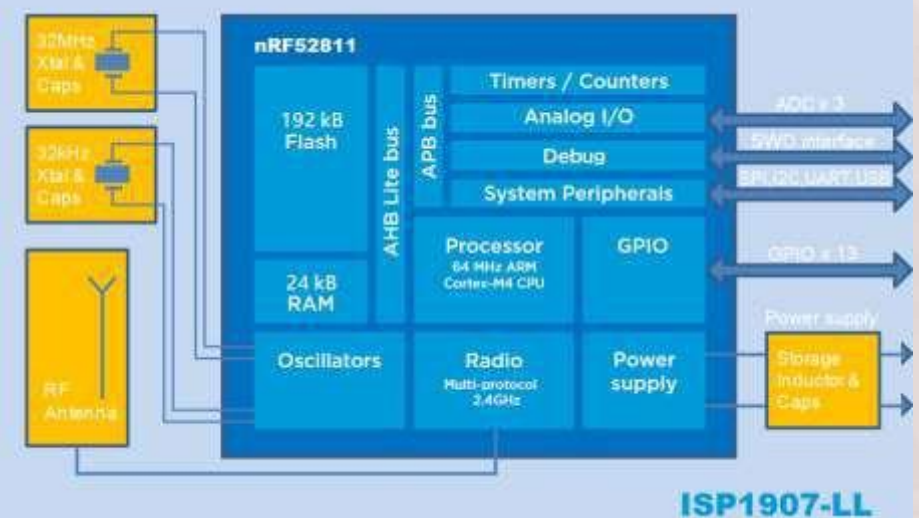 32MHz
Xtal &
Caps
32kHz
Xtal &
Caps
RF
Antenna
nRF52811
192 kB
Flash
24 kB
RAM
AHB Lite bus
APB bus
Timers / Counters
Analog I/O
Debug
System Peripherals
Processor
64 MHz ARM
Cortex-M4 CPU
GPIO
Oscillators
Radio
Multi-protocol
2.4GHz
Power
supply
ADC x 3
SWD interface
SPI,I2C,UART,USB
GPIO x 13
Power supply
Storage
Inductor &
Caps
ISP1907-LL